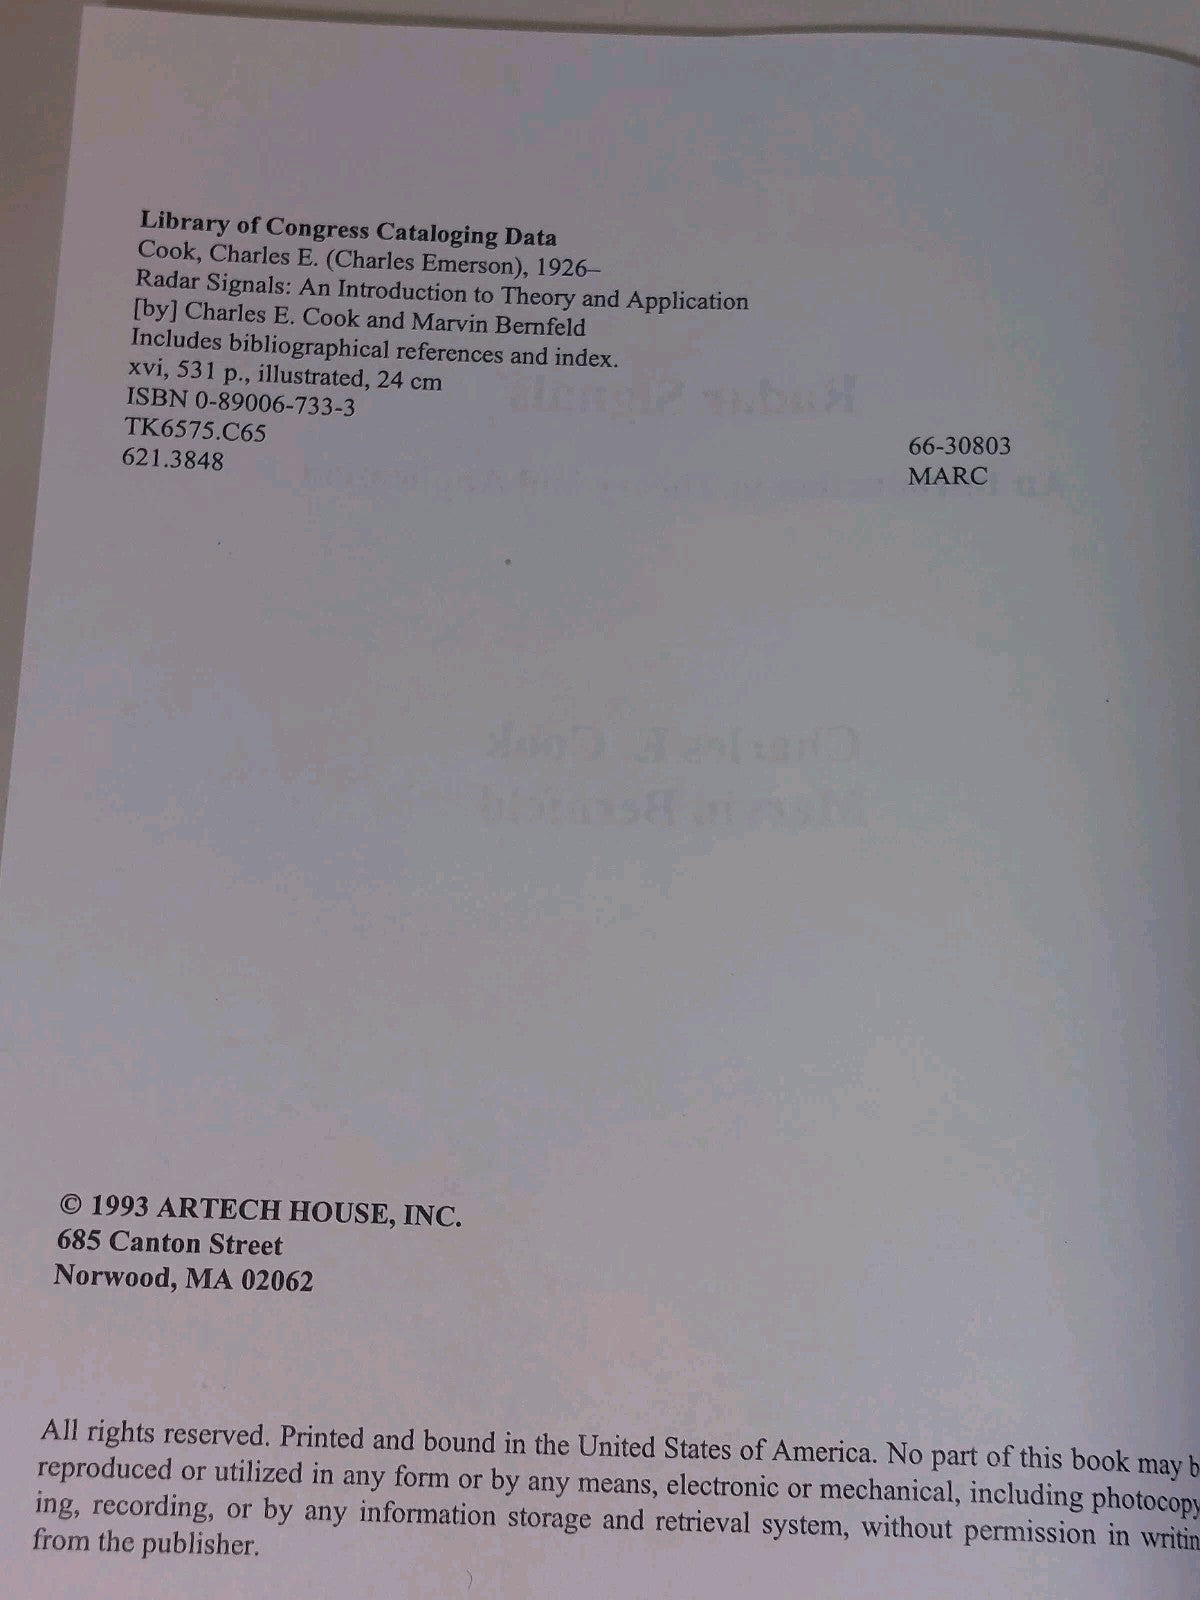 Library of Congress Cataloging Data
Cook, Charles E. (Charles Emerson), 1926–
Radar Signals: An Introduction to Theory and Application
[by] Charles E. Cook and Marvin Bernfeld
Includes bibliographical references and index.
xvi, 531 p., illustrated, 24 cm
ISBN 0-89006-733-3
TK6575.C65 66-30803
621.3848 MARC
© 1993 ARTECH HOUSE, INC.
685 Canton Street
Norwood, MA 02062
All rights reserved. Printed and bound in the United States of America. No part of this book may b
reproduced or utilized in any form or by any means, electronic or mechanical, including photocopy
ing, recording, or by any information storage and retrieval system, without permission in writin
from the publisher.